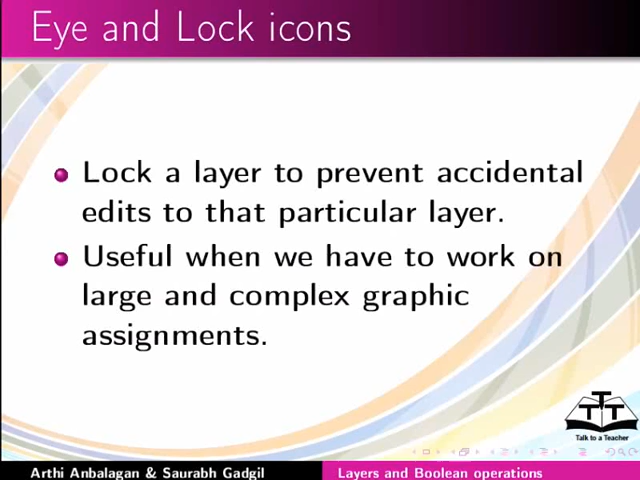 Eye and Lock icons
Lock a layer to prevent accidental
edits to that particular layer.
Useful when we have to work on
large and complex graphic
assignments.
TTT
Talk to a Teacher
Arthi Anbalagan & Saurabh Gadgil
Layers and Boolean operations